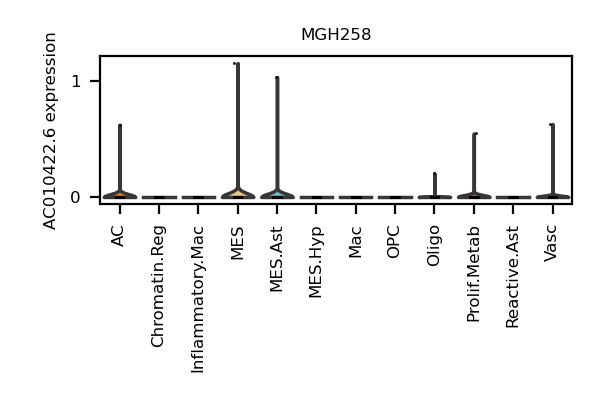 MGH258
AC010422.6 expression
1
0
AC
Chromatin.Reg
Inflammatory.Mac
MES
MES.Ast
MES.Hyp
Mac
OPC
Oligo
Prolif.Metab
Reactive.Ast
Vasc